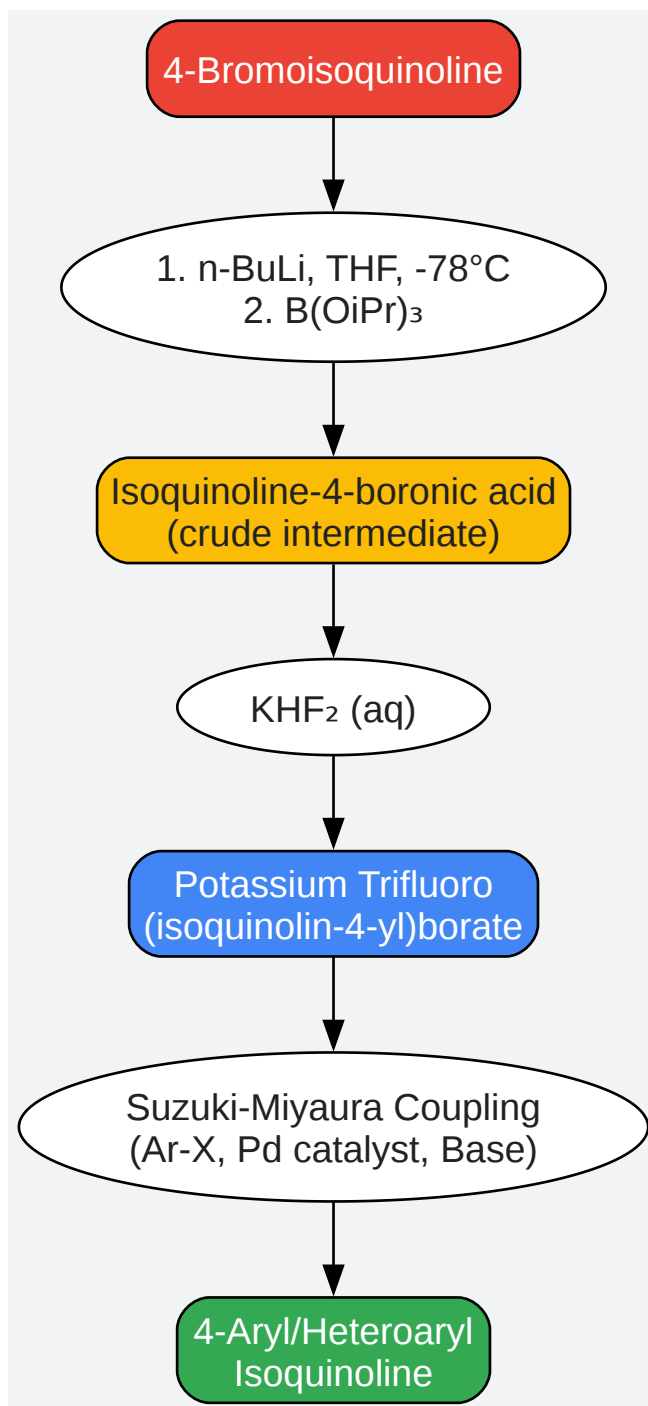 4-Bromoisoquinoline
1. n-BuLi, THF, -78°C
2. B(OiPr)₃
Isoquinoline-4-boronic acid
(crude intermediate)
KHF₂ (aq)
Potassium Trifluoro
(isoquinolin-4-yl)borate
Suzuki-Miyaura Coupling
(Ar-X, Pd catalyst, Base)
4-Aryl/Heteroaryl
Isoquinoline